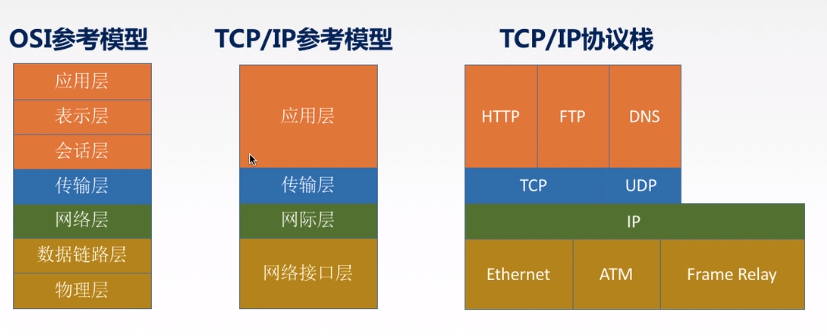 OSI参考模型
应用层
表示层
会话层
传输层
网络层
数据链路层
物理层
TCP/IP参考模型
应用层
传输层
网际层
网络接口层
TCP/IP协议栈
HTTP FTP DNS
TCP UDP
IP
Ethernet ATM Frame Relay